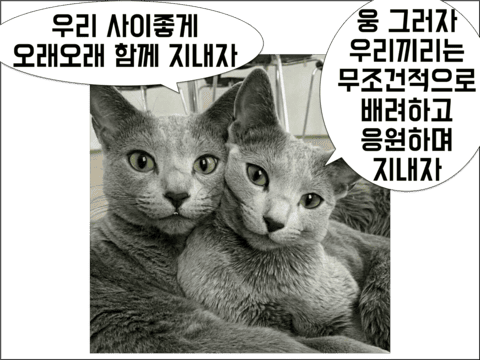 우리 사이좋게
오래오래 함께 지내자
웅 그러자
우리끼리는
무조건적으로
배려하고
응원하며
지내자